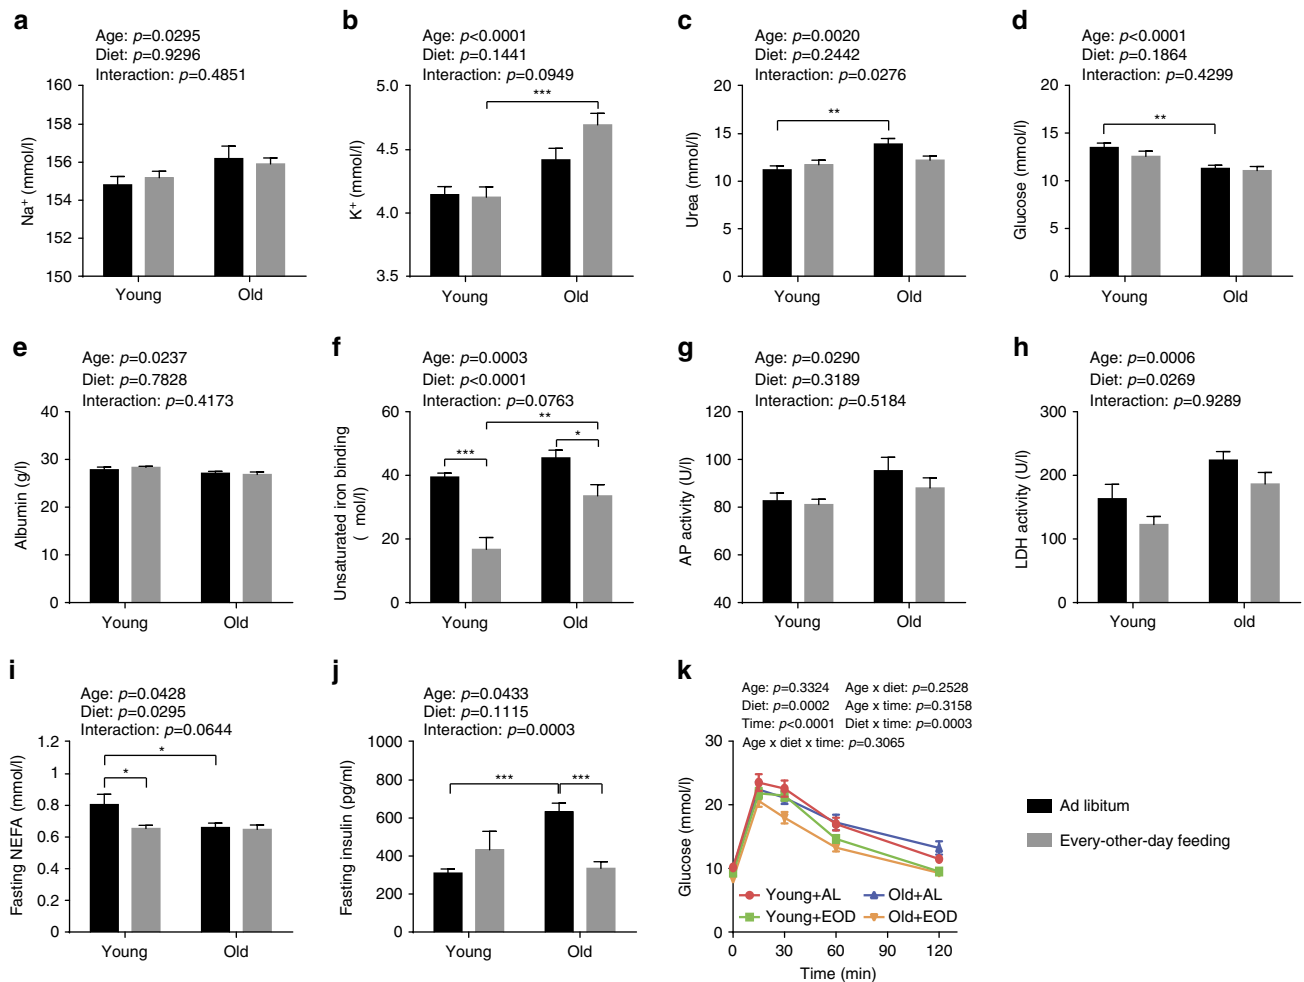 a
Age: p=0.0295
Diet: p=0.9296
Interaction: p=0.4851
Na+ (mmol/l)
160
158
156
154
152
150
Young
Old
b
Age: p<0.0001
Diet: p=0.1441
Interaction: p=0.0949
K+ (mmol/l)
5.0
4.5
4.0
3.5
***
Young
Old
c
Age: p=0.0020
Diet: p=0.2442
Interaction: p=0.0276
Urea (mmol/l)
20
15
10
5
0
**
Young
Old
d
Age: p<0.0001
Diet: p=0.1864
Interaction: p=0.4299
Glucose (mmol/l)
20
15
10
5
0
**
Young
Old
e
Age: p=0.0237
Diet: p=0.7828
Interaction: p=0.4173
Albumin (g/l)
40
30
20
10
0
Young
Old
f
Age: p=0.0003
Diet: p<0.0001
Interaction: p=0.0763
Unsaturated iron binding
( mol/l)
60
40
20
0
**
***
*
Young
Old
g
Age: p=0.0290
Diet: p=0.3189
Interaction: p=0.5184
AP activity (U/l)
120
100
80
60
40
Young
Old
h
Age: p=0.0006
Diet: p=0.0269
Interaction: p=0.9289
LDH activity (U/l)
300
200
100
0
Young
old
i
Age: p=0.0428
Diet: p=0.0295
Interaction: p=0.0644
Fasting NEFA (mmol/l)
1.2
1
0.8
0.6
0.4
0.2
0
*
*
Young
Old
j
Age: p=0.0433
Diet: p=0.1115
Interaction: p=0.0003
Fasting insulin (pg/ml)
1000
800
600
400
200
0
***
***
Young
Old
k
Age: p=0.3324 Age x diet: p=0.2528
Diet: p=0.0002 Age x time: p=0.3158
Time: p<0.0001 Diet x time: p=0.0003
Age x diet x time: p=0.3065
Glucose (mmol/l)
30
20
10
0
Young+AL Old+AL
Young+EOD Old+EOD
0 30 60 90 120
Time (min)
Ad libitum
Every-other-day feeding